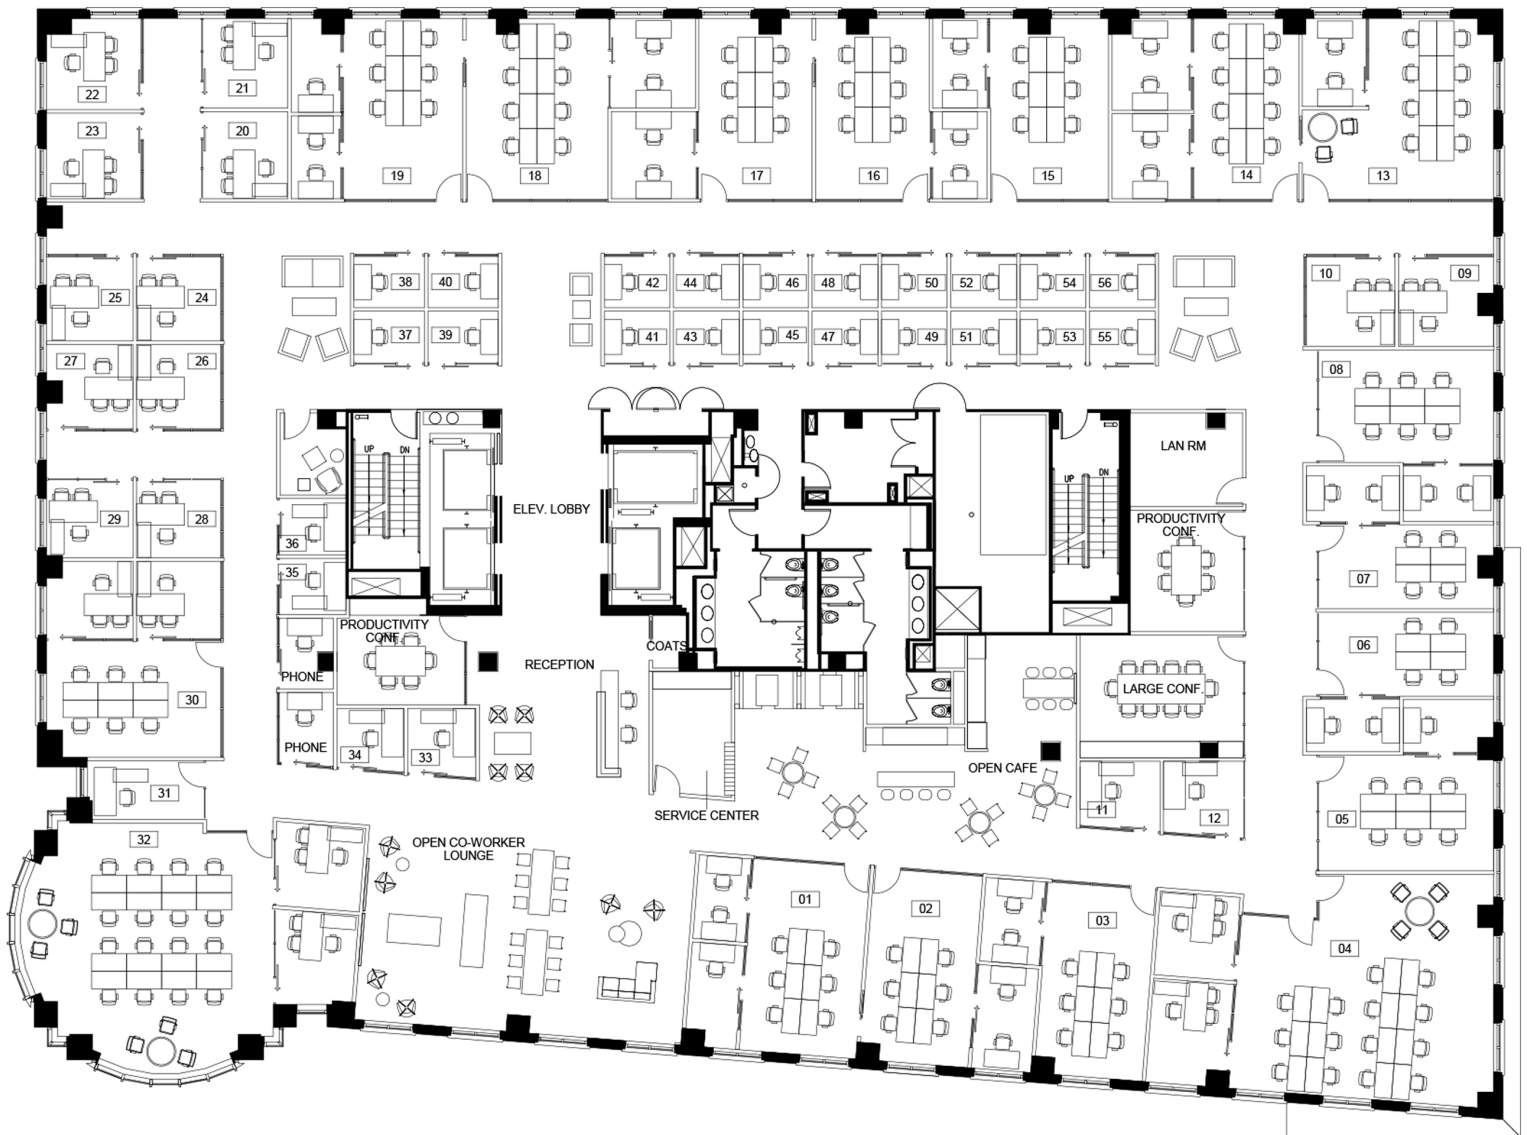 22
21
23
20
19
18
17
16
15
14
13
25
24
38
40
42
44
46
48
50
52
54
56
10
09
27
26
37
39
41
43
45
47
49
51
53
55
08
UP
DN
UP
DN
LAN RM
29
28
36
ELEV. LOBBY
PRODUCTIVITY
CONF.
35
07
PRODUCTIVITY
CONF.
COATS
06
RECEPTION
PHONE
LARGE CONF.
30
PHONE
34
33
OPEN CAFE
31
11
12
05
SERVICE CENTER
32
OPEN CO-WORKER
LOUNGE
01
02
03
04